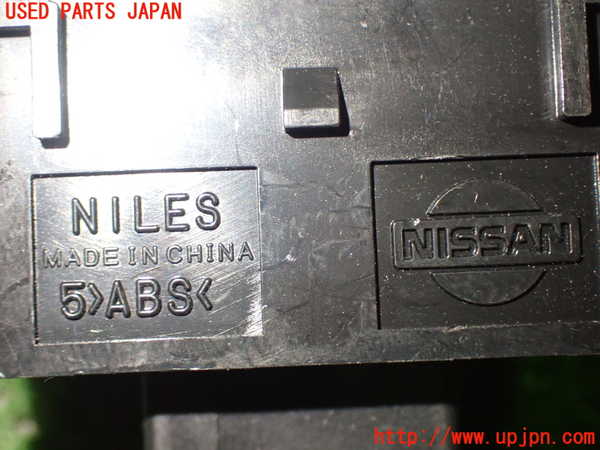 USED PARTS JAPAN
NILES
MADE IN CHINA
5>ABS<
NISSAN
http://www.upjpn.com